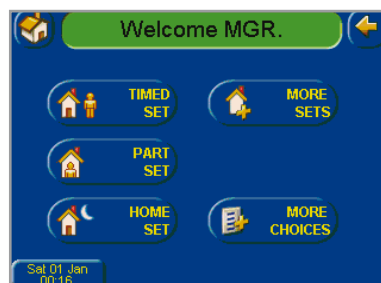 Welcome MGR.
TIMED
SET
MORE
SETS
PART
SET
HOME
SET
MORE
CHOICES
Sat 01 Jan
00:16